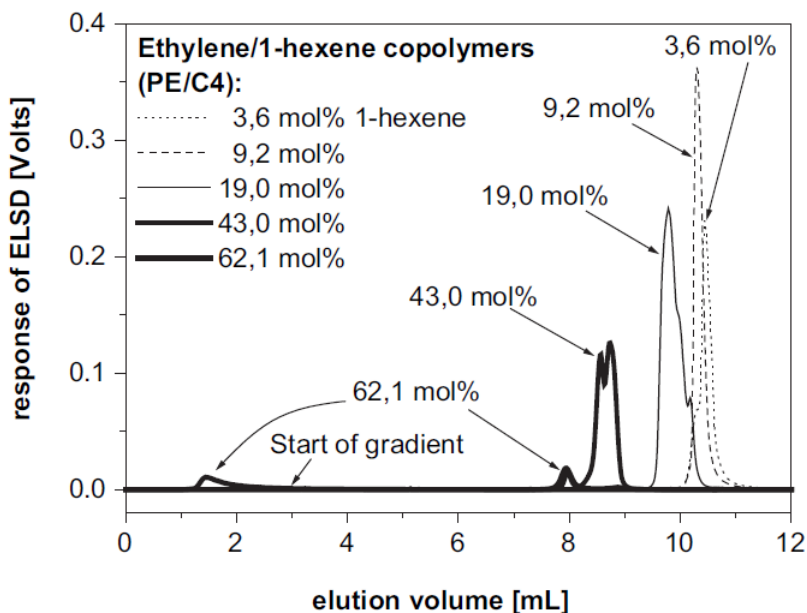 0.4
0.3
0.2
0.1
0.0
response of ELSD [Volts]
Ethylene/1-hexene copolymers
(PE/C4):
3,6 mol% 1-hexene
9,2 mol%
19,0 mol%
43,0 mol%
62,1 mol%
3,6 mol%
9,2 mol%
19,0 mol%
43,0 mol%
62,1 mol%
Start of gradient
0 2 4 6 8 10 12
elution volume [mL]